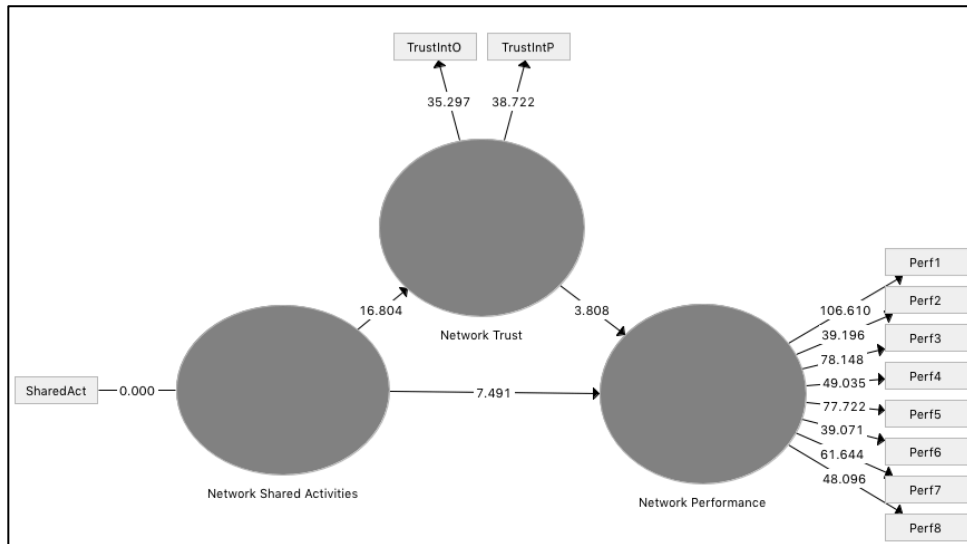 TrustIntO
TrustIntP
35.297
38.722
Perf1
Perf2
Perf3
Perf4
Perf5
Perf6
Perf7
Perf8
106.610
39.196
78.148
49.035
77.722
39.071
61.644
48.096
16.804
3.808
Network Trust
SharedAct
0.000
7.491
Network Shared Activities
Network Performance